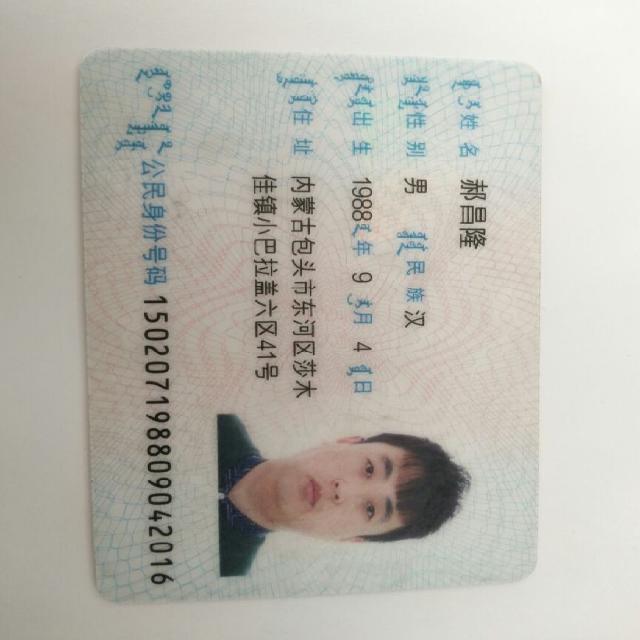 姓名 郝昌隆
性别 男 民族 汉
出生 1988 年 9 月 4 日
住址 内蒙古包头市东河区莎木
佳镇小巴拉盖六区41号
公民身份号码 150207198809042016